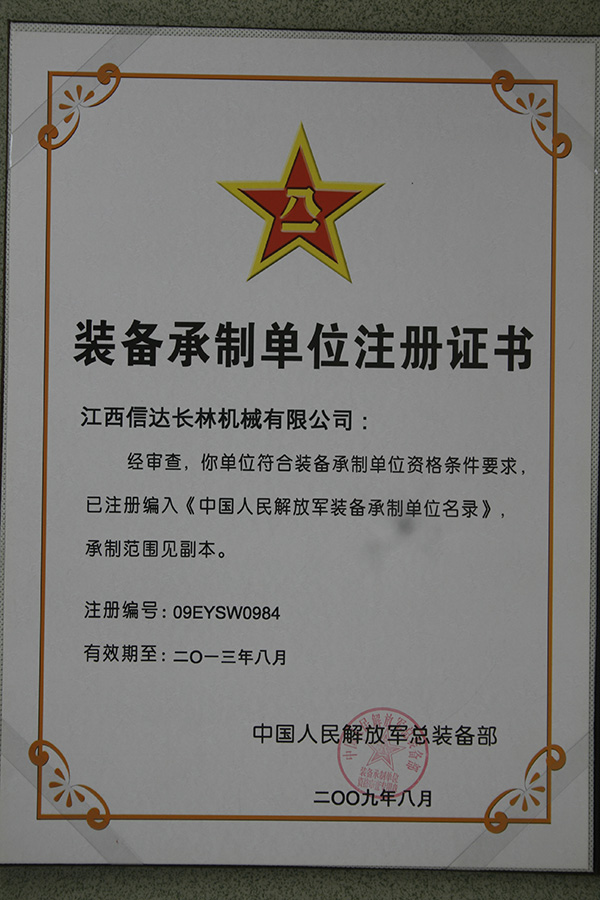 八一
装备承制单位注册证书
江西信达长林机械有限公司：
经审查，你单位符合装备承制单位资格条件要求，
已注册编入《中国人民解放军装备承制单位名录》，
承制范围见副本。
注册编号：09EYSW0984
有效期至：二〇一三年八月
中国人民解放军总装备部
二〇〇九年八月